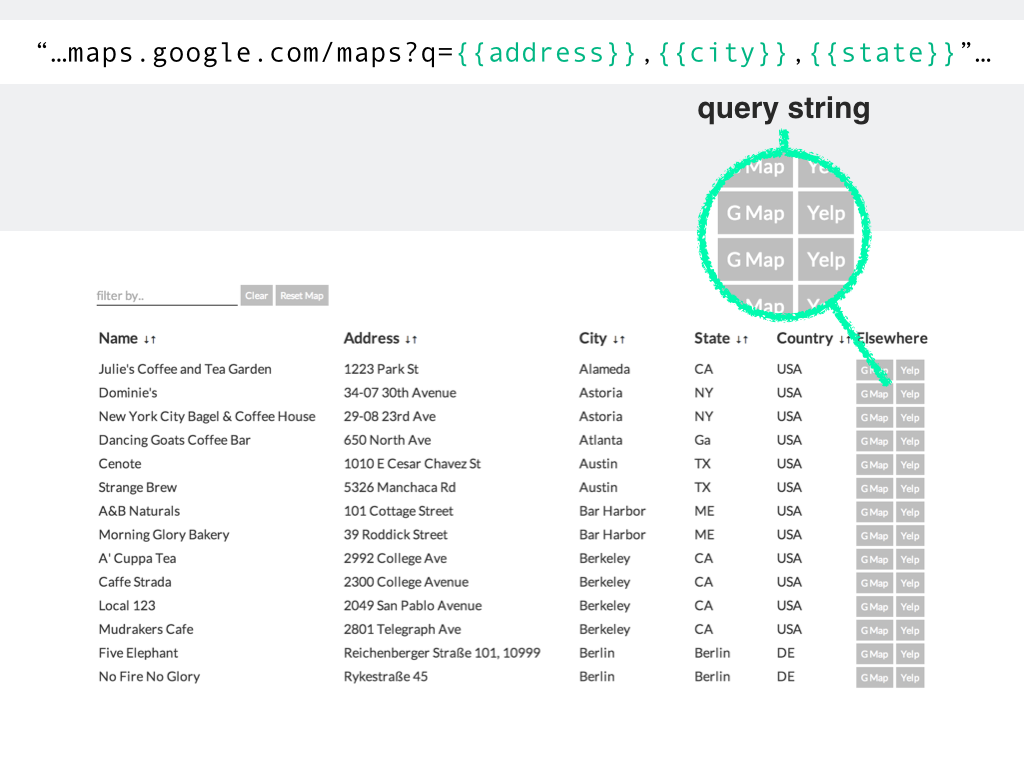 “…maps.google.com/maps?q={{address}},{{city}},{{state}}”…
query string
Map Ye
G Map Yelp
G Map Yelp
Map Y
filter by.. Clear Reset Map
Name ↓↑ Address ↓↑ City ↓↑ State ↓↑ Country ↓↑ Elsewhere
Julie's Coffee and Tea Garden 1223 Park St Alameda CA USA G Map Yelp
Dominie's 34-07 30th Avenue Astoria NY USA G Map Yelp
New York City Bagel & Coffee House 29-08 23rd Ave Astoria NY USA G Map Yelp
Dancing Goats Coffee Bar 650 North Ave Atlanta Ga USA G Map Yelp
Cenote 1010 E Cesar Chavez St Austin TX USA G Map Yelp
Strange Brew 5326 Manchaca Rd Austin TX USA G Map Yelp
A&B Naturals 101 Cottage Street Bar Harbor ME USA G Map Yelp
Morning Glory Bakery 39 Roddick Street Bar Harbor ME USA G Map Yelp
A' Cuppa Tea 2992 College Ave Berkeley CA USA G Map Yelp
Caffe Strada 2300 College Avenue Berkeley CA USA G Map Yelp
Local 123 2049 San Pablo Avenue Berkeley CA USA G Map Yelp
Mudrakers Cafe 2801 Telegraph Ave Berkeley CA USA G Map Yelp
Five Elephant Reichenberger Straße 101, 10999 Berlin Berlin DE G Map Yelp
No Fire No Glory Rykestraße 45 Berlin Berlin DE G Map Yelp